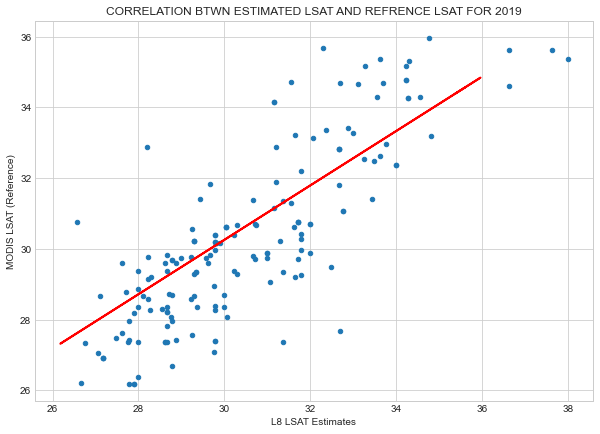 CORRELATION BTWN ESTIMATED LSAT AND REFRENCE LSAT FOR 2019
36
34
32
30
28
26
MODIS LSAT (Reference)
26 28 30 32 34 36 38
L8 LSAT Estimates